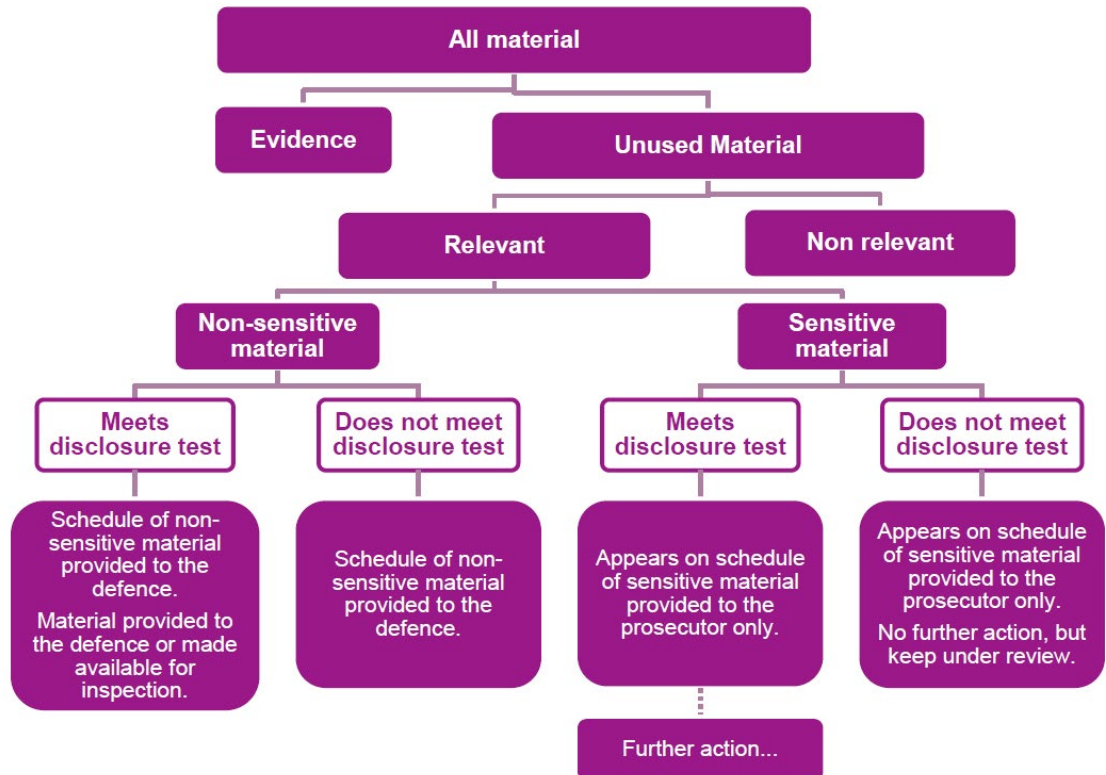 All material
Evidence
Unused Material
Relevant
Non relevant
Non-sensitive
material
Sensitive
material
Meets
disclosure test
Does not meet
disclosure test
Meets
disclosure test
Does not meet
disclosure test
Schedule of non-
sensitive material
provided to the
defence.
Material provided to
the defence or made
available for
inspection.
Schedule of non-
sensitive material
provided to the
defence.
Appears on schedule
of sensitive material
provided to the
prosecutor only.
Appears on schedule
of sensitive material
provided to the
prosecutor only.
No further action, but
keep under review.
Further action...